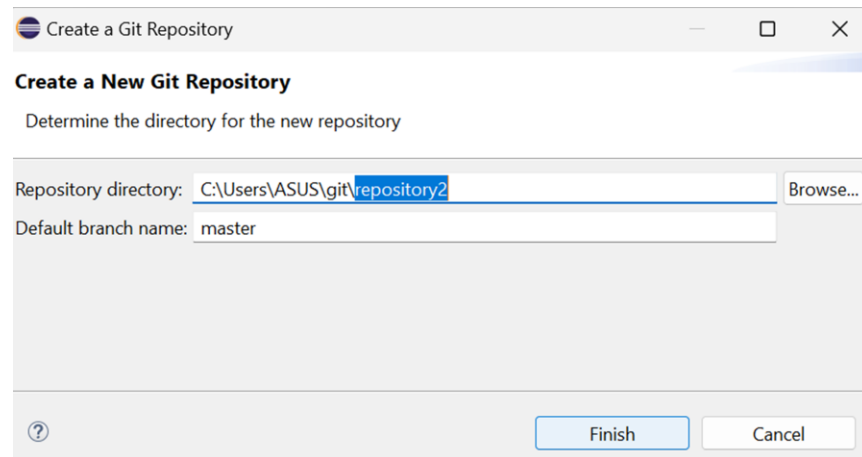 Create a Git Repository
Create a New Git Repository
Determine the directory for the new repository
Repository directory: C:\Users\ASUS\git\repository2 Browse...
Default branch name: master
Finish Cancel